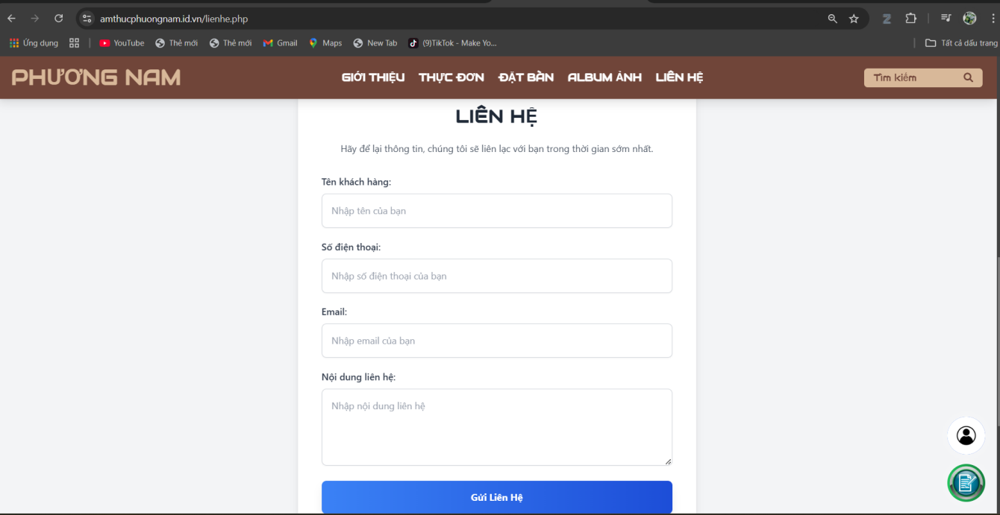 amthucphuongnam.id.vn/lienhe.php
Ứng dụng YouTube Thẻ mới Thẻ mới Gmail Maps New Tab (9)TikTok - Make Yo... Tất cả dấu trang
PHƯƠNG NAM GIỚI THIỆU THỰC ĐƠN ĐẶT BÀN ALBUM ẢNH LIÊN HỆ Tìm kiếm
LIÊN HỆ
Hãy để lại thông tin, chúng tôi sẽ liên lạc với bạn trong thời gian sớm nhất.
Tên khách hàng:
Nhập tên của bạn
Số điện thoại:
Nhập số điện thoại của bạn
Email:
Nhập email của bạn
Nội dung liên hệ:
Nhập nội dung liên hệ
Gửi Liên Hệ